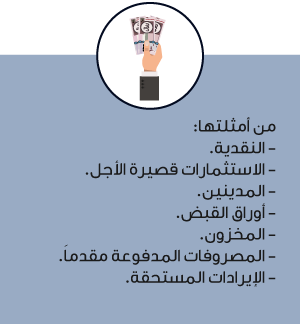 من أمثلتها:
- النقدية.
- الاستثمارات قصيرة الأجل.
- المدينين.
- أوراق القبض.
- المخزون.
- المصروفات المدفوعة مقدماً.
- الإيرادات المستحقة.